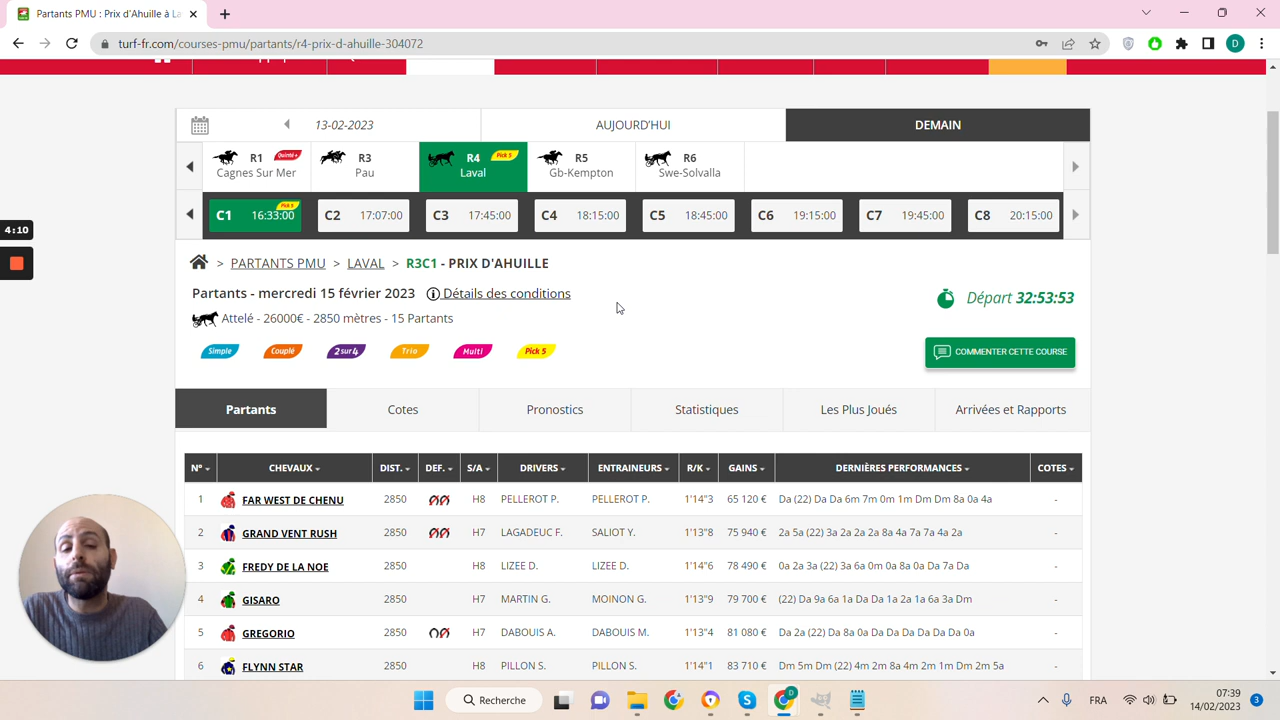 Partants PMU : Prix d'Ahuille à La
turf-fr.com/courses-pmu/partants/r4-prix-d-ahuille-304072
13-02-2023 AUJOURD'HUI DEMAIN
R1 Quinté+ R3 R4 Pick 5 R5 R6
Cagnes Sur Mer Pau Laval Gb-Kempton Swe-Solvalla
C1 16:33:00 Pick 5 C2 17:07:00 C3 17:45:00 C4 18:15:00 C5 18:45:00 C6 19:15:00 C7 19:45:00 C8 20:15:00
4:10
> PARTANTS PMU > LAVAL > R3C1 - PRIX D'AHUILLE
Partants - mercredi 15 février 2023 Détails des conditions
Départ 32:53:53
Attelé - 26000€ - 2850 mètres - 15 Partants
Simple Couplé 2sur4 Trio Multi Pick 5
COMMENTER CETTE COURSE
Partants Cotes Pronostics Statistiques Les Plus Joués Arrivées et Rapports
N° CHEVAUX DIST. DEF. S/A DRIVERS ENTRAINEURS R/K GAINS DERNIÈRES PERFORMANCES COTES
1 FAR WEST DE CHENU 2850 H8 PELLEROT P. PELLEROT P. 1'14"3 65 120 € Da (22) Da Da 6m 7m 0m 1m Dm Dm 8a 0a 4a -
2 GRAND VENT RUSH 2850 H7 LAGADEUC F. SALIOT Y. 1'13"8 75 940 € 2a 5a (22) 3a 2a 2a 2a 8a 4a 7a 7a 4a 2a -
3 FREDY DE LA NOE 2850 H8 LIZEE D. LIZEE D. 1'14"6 78 490 € 0a 2a 3a (22) 3a 6a 0m 0a 8a 0a Da 7a Da -
4 GISARO 2850 H7 MARTIN G. MOINON G. 1'13"9 79 700 € (22) Da 9a 6a 1a Da Da 1a 2a 1a 6a 3a Dm -
5 GREGORIO 2850 H7 DABOUIS A. DABOUIS M. 1'13"4 81 080 € Da 2a (22) Da 8a 0a Da Da Da Da Da Da 0a -
6 FLYNN STAR 2850 H8 PILLON S. PILLON S. 1'14"1 83 710 € Dm 5m Dm (22) 4m 2m 8a 4m 2m 1m Dm 2m 5a -
Recherche FRA 07:39
14/02/2023 3